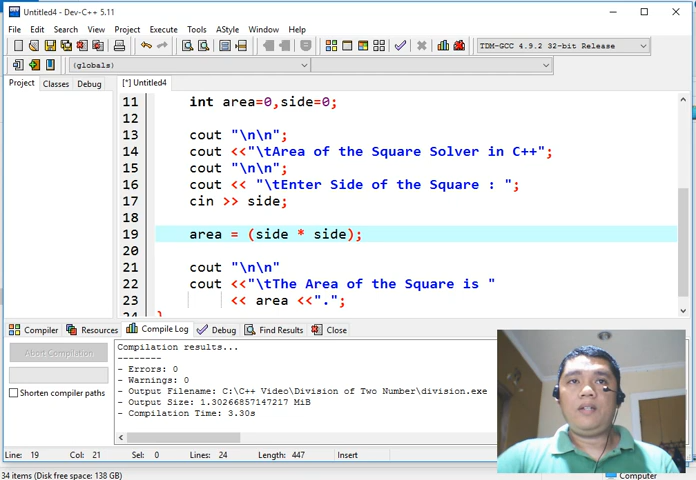 Untitled4 - Dev-C++ 5.11
File Edit Search View Project Execute Tools AStyle Window Help
TDM-GCC 4.9.2 32-bit Release
(globals)
Project Classes Debug
[*] Untitled4
11 int area=0,side=0;
12
13 cout "\n\n";
14 cout <<"\tArea of the Square Solver in C++";
15 cout "\n\n";
16 cout << "\tEnter Side of the Square : ";
17 cin >> side;
18
19 area = (side * side);
20
21 cout "\n\n"
22 cout <<"\tThe Area of the Square is "
23 << area <<".";
}
Compiler Resources Compile Log Debug Find Results Close
Abort Compilation
Shorten compiler paths
Compilation results...
--------
- Errors: 0
- Warnings: 0
- Output Filename: C:\C++ Video\Division of Two Number\division.exe
- Output Size: 1.30266857147217 MiB
- Compilation Time: 3.30s
Line: 19 Col: 21 Sel: 0 Lines: 24 Length: 447 Insert
34 items (Disk free space: 138 GB)
Computer